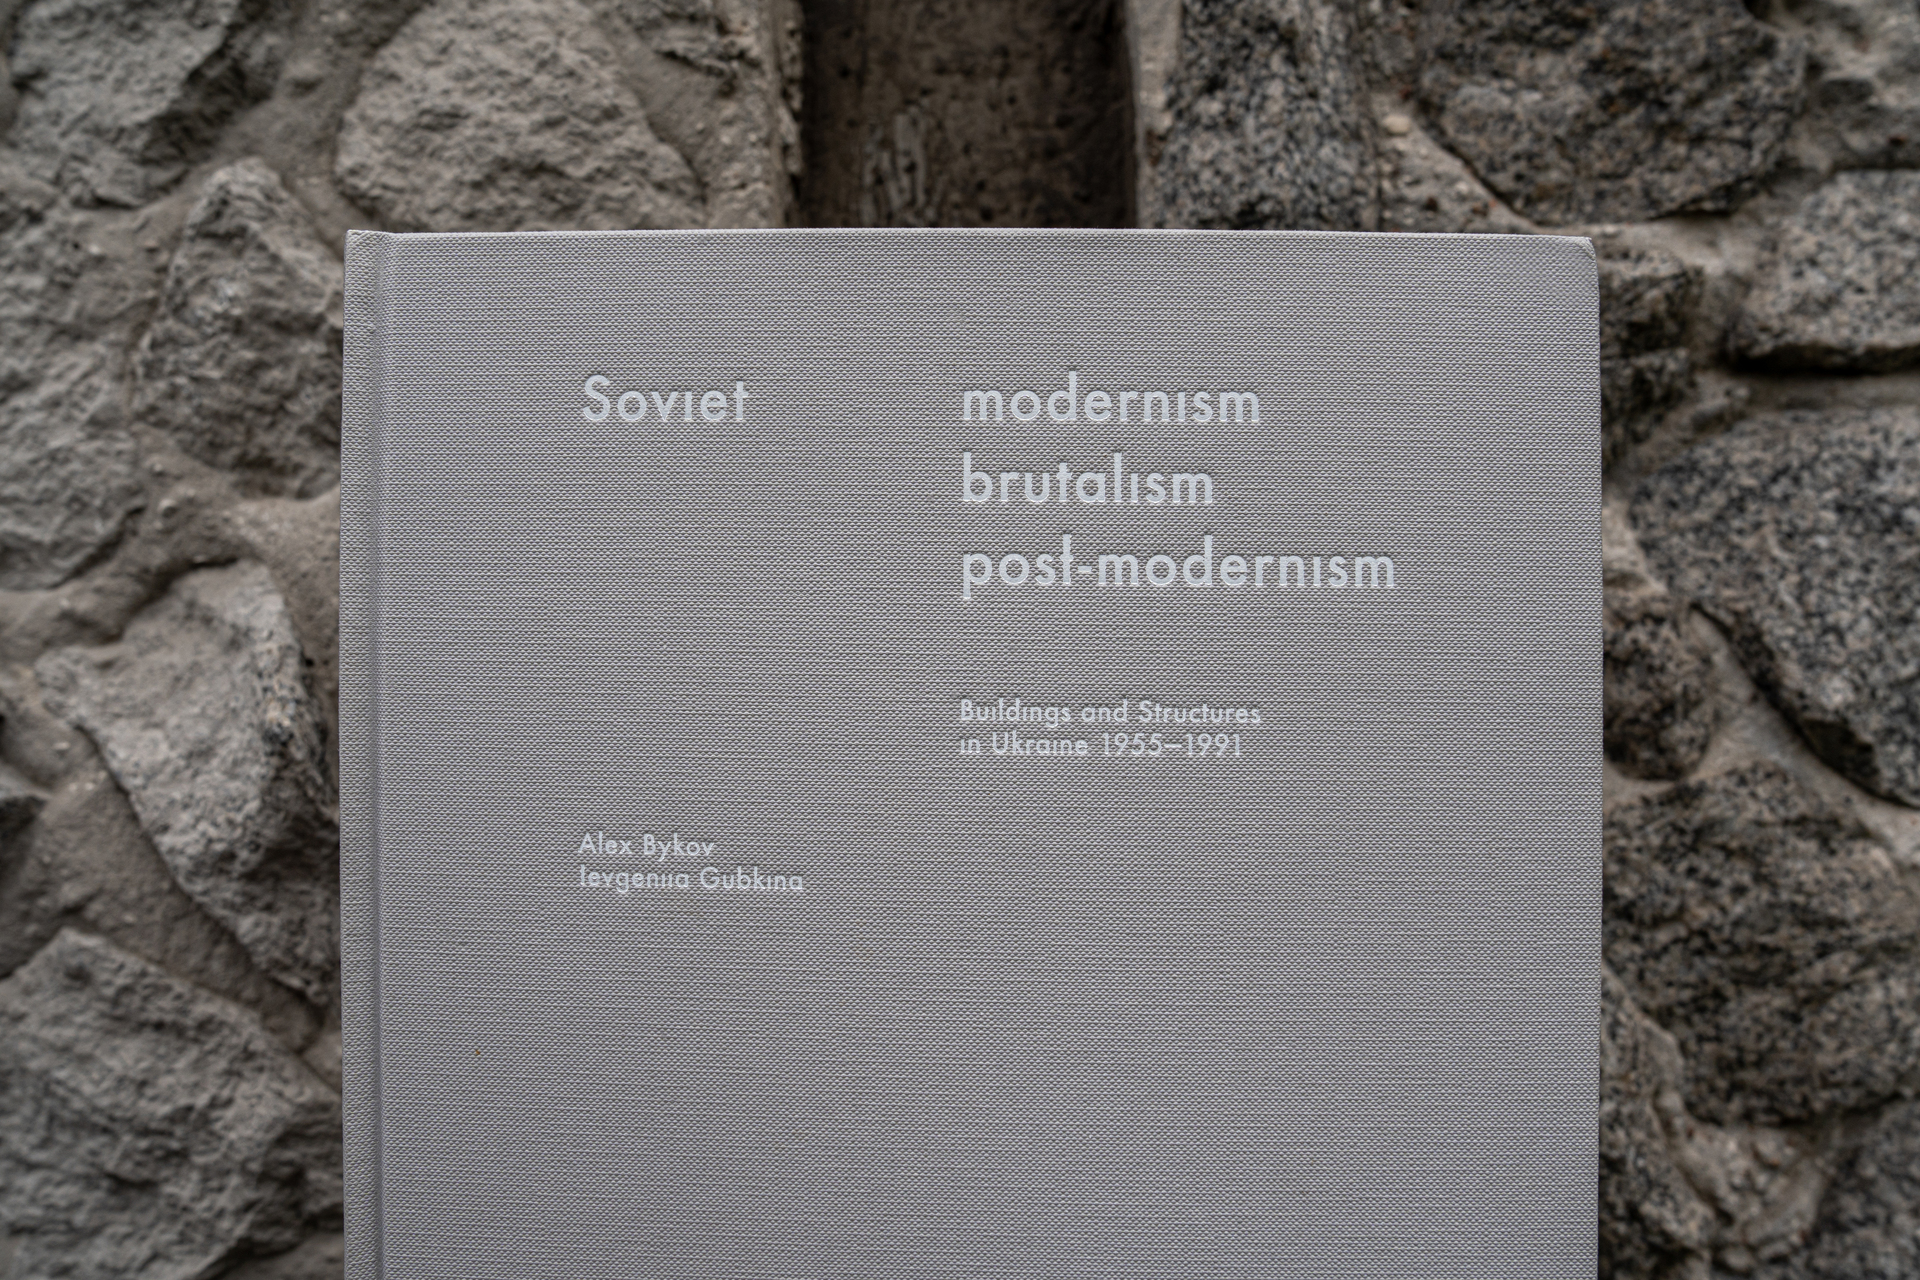 Soviet modernism
brutalism
post-modernism
Buildings and Structures
in Ukraine 1955–1991
Alex Bykov
Ievgeniia Gubkina